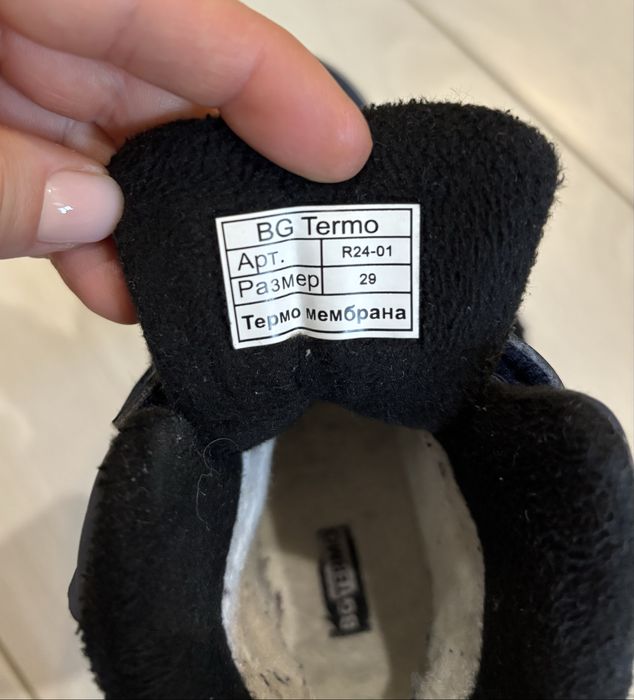 BG Termo
Арт. R24-01
Размер 29
Термо мембрана